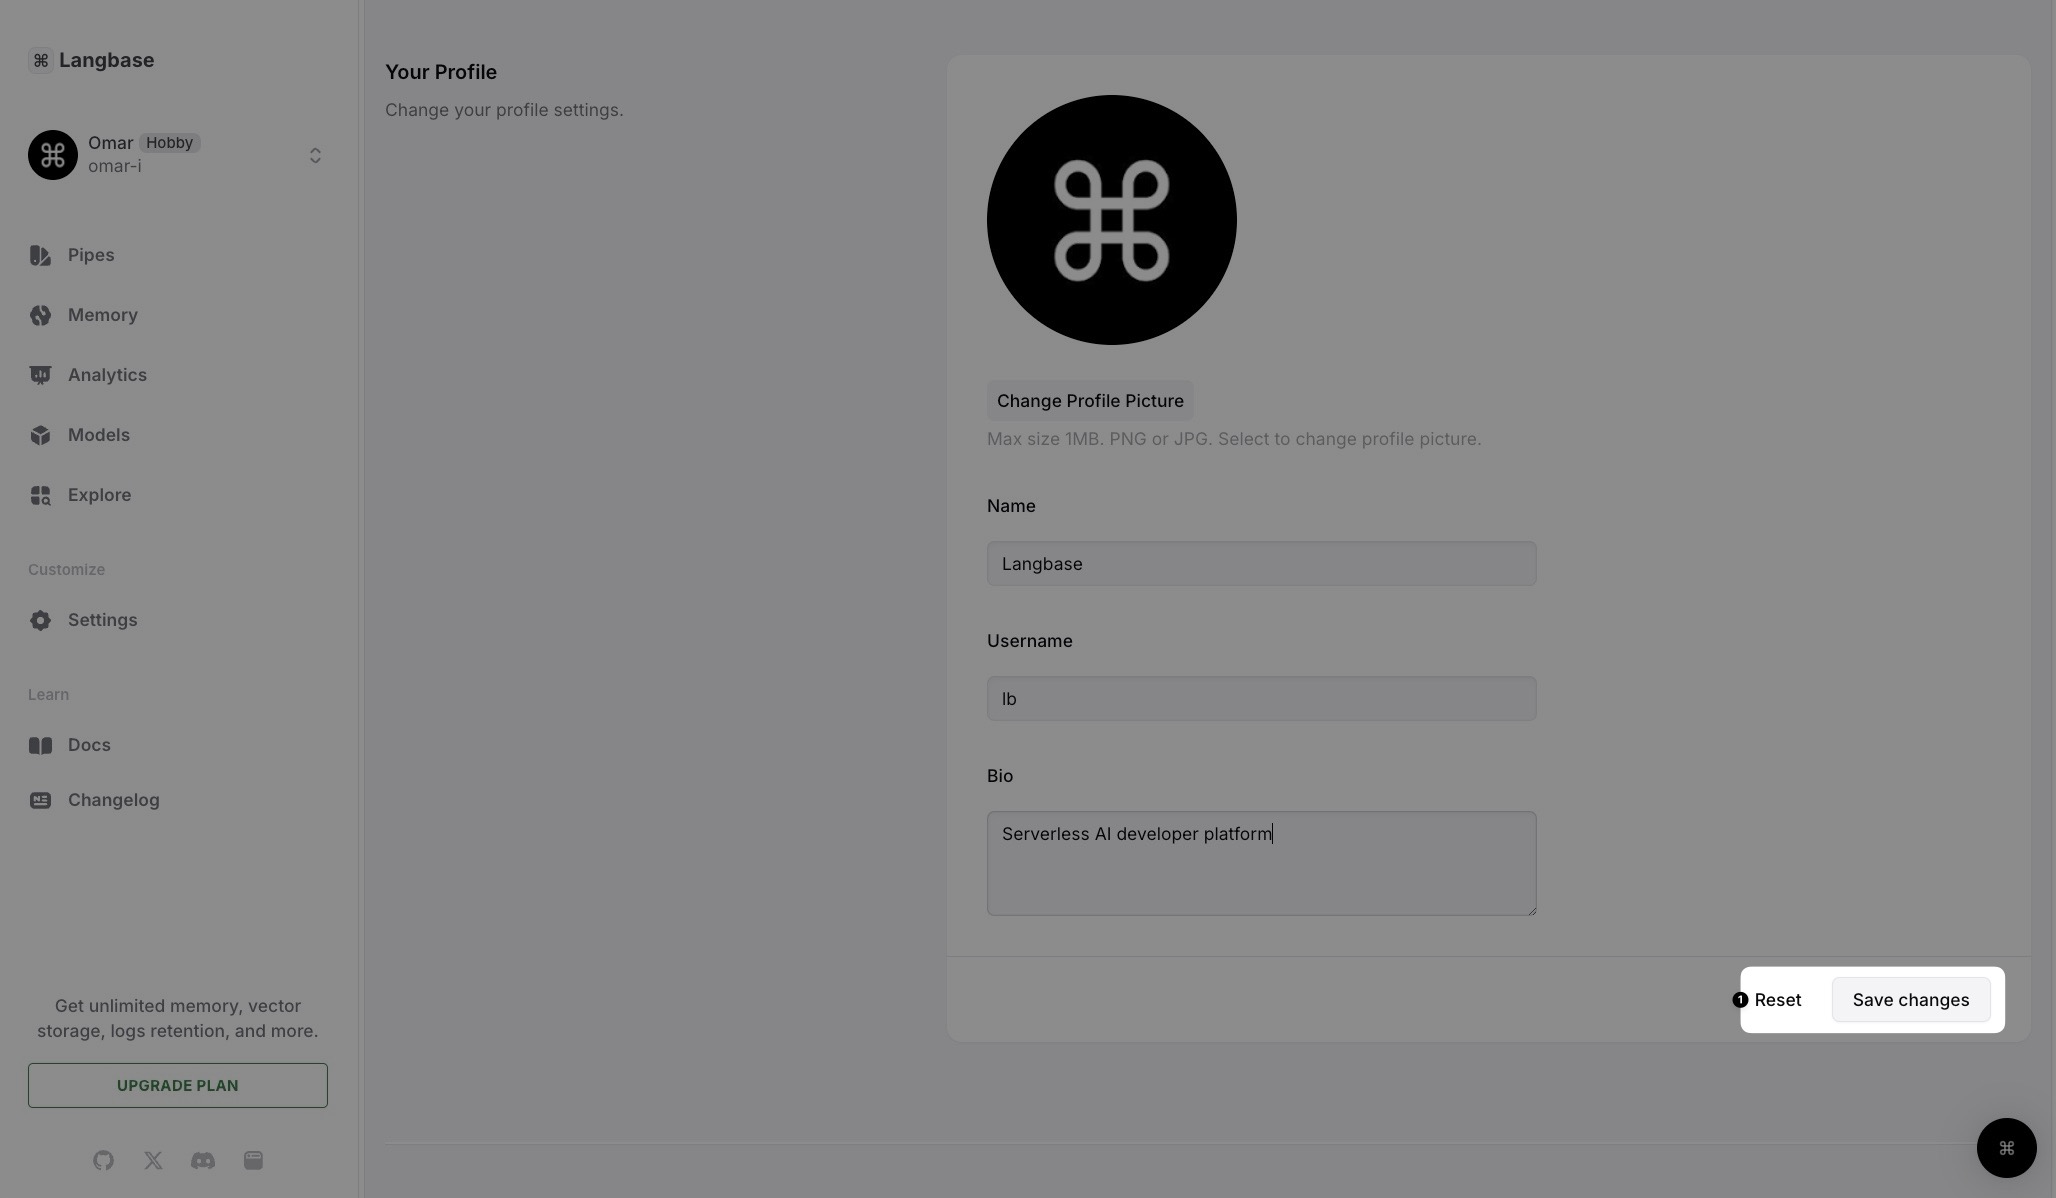 ⌘ Langbase
Omar Hobby
omar-i
Pipes
Memory
Analytics
Models
Explore
Customize
Settings
Learn
Docs
Changelog
Get unlimited memory, vector
storage, logs retention, and more.
UPGRADE PLAN
Your Profile
Change your profile settings.
Change Profile Picture
Max size 1MB. PNG or JPG. Select to change profile picture.
Name
Langbase
Username
lb
Bio
Serverless AI developer platform
1 Reset
Save changes